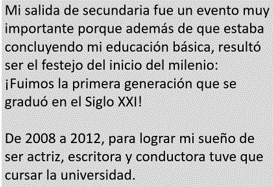 Mi salida de secundaria fue un evento muy
importante porque además de que estaba
concluyendo mi educación básica, resultó
ser el festejo del inicio del milenio:
¡Fuimos la primera generación que se
graduó en el Siglo XXI!
De 2008 a 2012, para lograr mi sueño de
ser actriz, escritora y conductora tuve que
cursar la universidad.